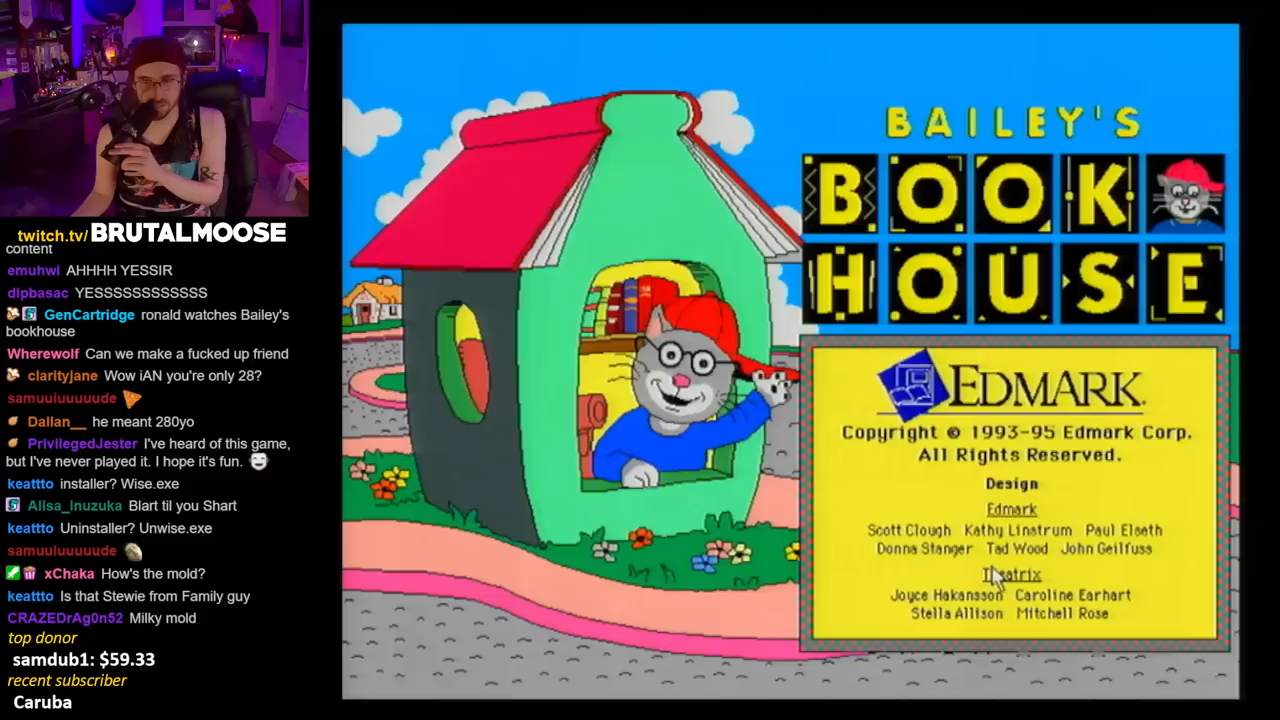 twitch.tv/BRUTALMOOSE
content
emuhwi AHHHH YESSIR
dipbasac YESSSSSSSSSSS
GenCartridge ronald watches Bailey's
bookhouse
Wherewolf Can we make a fucked up friend
clarityjane Wow iAN you're only 28?
samuuiuuuuude
Dallan__ he meant 280yo
PrivilegedJester I've heard of this game,
but I've never played it. I hope it's fun.
keattto installer? Wise.exe
Alisa_Inuzuka Blart til you Shart
keattto Uninstaller? Unwise.exe
samuuiuuuuude
xChaka How's the mold?
keattto Is that Stewie from Family guy
CRAZEDrAg0n52 Milky mold
top donor
samdub1: $59.33
recent subscriber
Caruba
BAILEY'S
BOOK
HOUSE
EDMARK.
Copyright © 1993-95 Edmark Corp.
All Rights Reserved.
Design
Edmark
Scott Clough Kathy Linstrum Paul Elseth
Donna Stanger Tad Wood John Geilfuss
Theatrix
Joyce Hakansson Caroline Earhart
Stella Allison Mitchell Rose